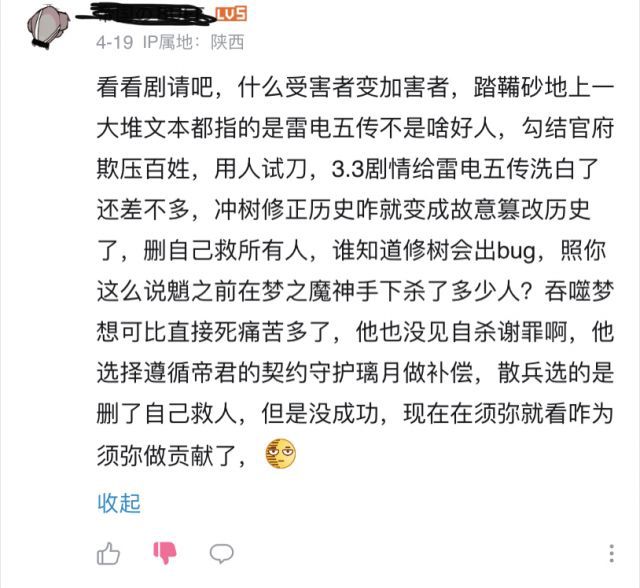 LV5
4-19 IP属地：陕西
看看剧请吧，什么受害者变加害者，踏鞴砂地上一
大堆文本都指的是雷电五传不是啥好人，勾结官府
欺压百姓，用人试刀，3.3剧情给雷电五传洗白了
还差不多，冲树修正历史咋就变成故意篡改历史
了，删自己救所有人，谁知道修树会出bug，照你
这么说魈之前在梦之魔神手下杀了多少人？吞噬梦
想可比直接死痛苦多了，他也没见自杀谢罪啊，他
选择遵循帝君的契约守护璃月做补偿，散兵选的是
删了自己救人，但是没成功，现在在须弥就看咋为
须弥做贡献了，
收起